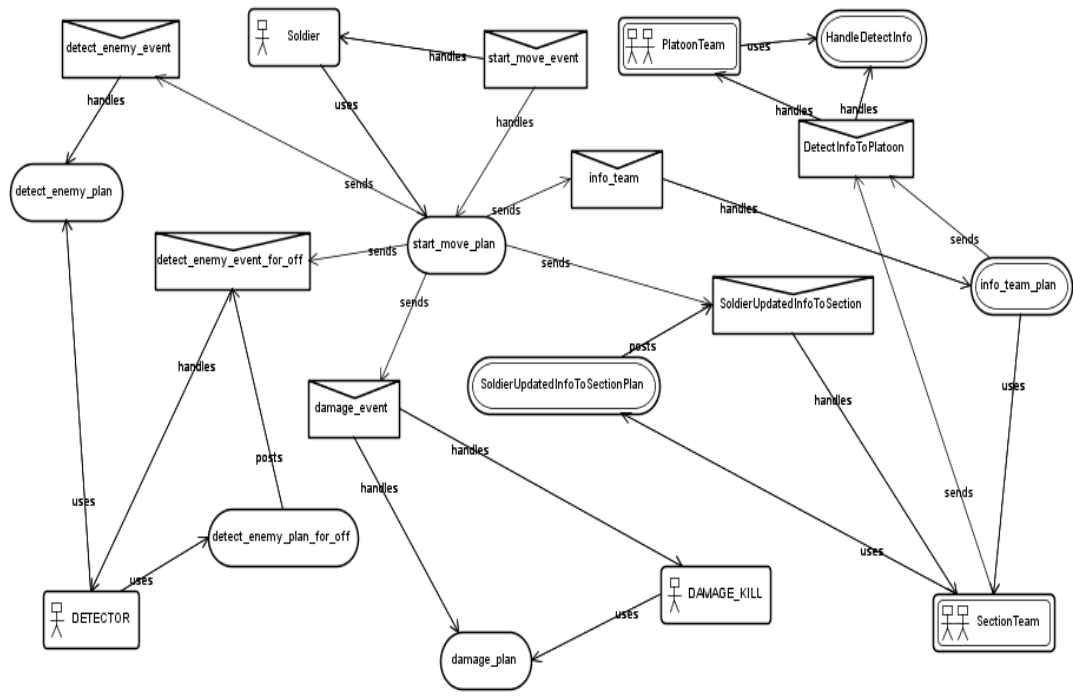 Soldier
PlatoonTeam
HandleDetectInfo
uses
detect_enemy_event
handles
start_move_event
handles
uses
handles
handles
handles
DetectInfoToPlatoon
handles
info_team
detect_enemy_plan
sends
sends
handles
start_move_plan
sends
detect_enemy_event_for_off
sends
sends
info_team_plan
sends
SoldierUpdatedInfoToSection
posts
handles
SoldierUpdatedInfoToSectionPlan
uses
damage_event
handles
handles
posts
handles
sends
uses
detect_enemy_plan_for_off
uses
uses
DETECTOR
DAMAGE_KILL
uses
SectionTeam
damage_plan